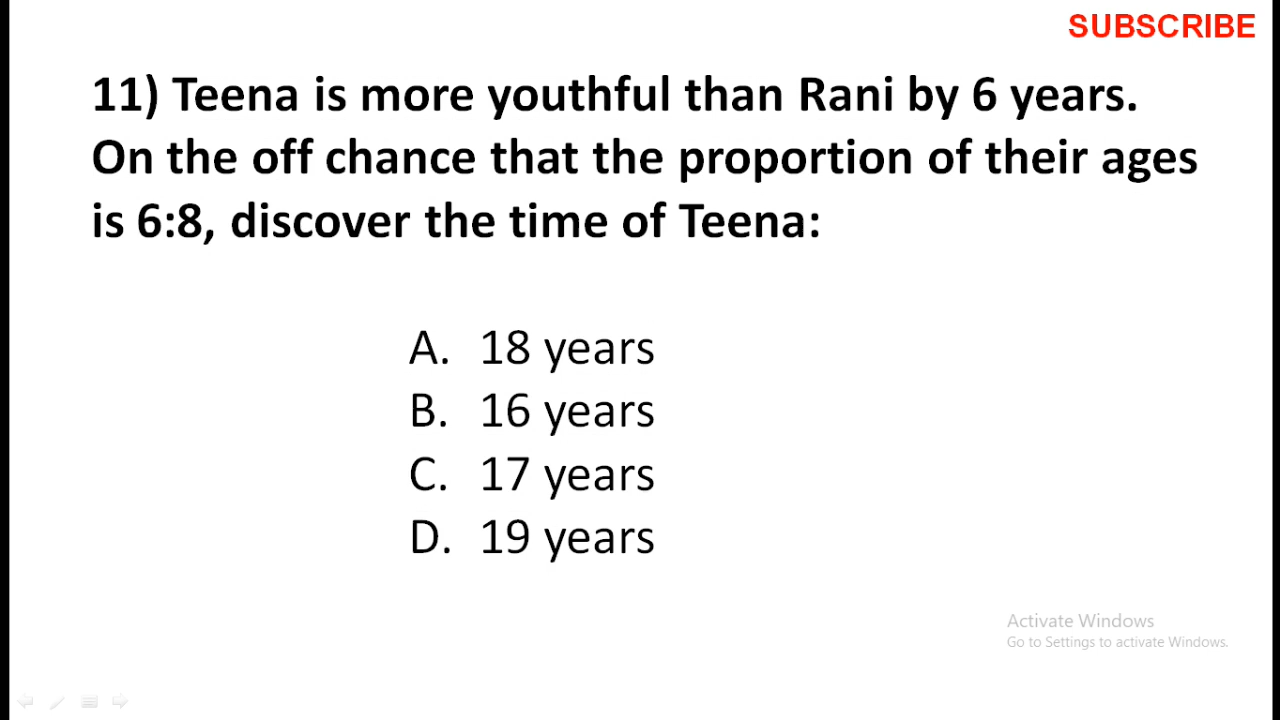 SUBSCRIBE
11) Teena is more youthful than Rani by 6 years.
On the off chance that the proportion of their ages
is 6:8, discover the time of Teena:
A. 18 years
B. 16 years
C. 17 years
D. 19 years
Activate Windows
Go to Settings to activate Windows.